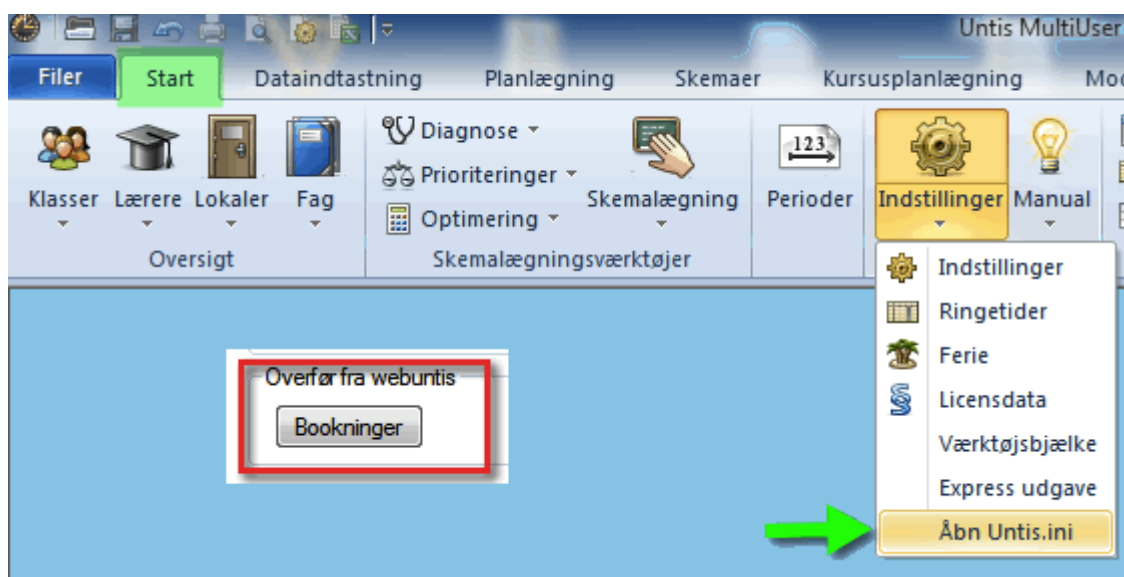 Untis MultiUser
Filer Start Dataindtastning Planlægning Skemaer Kursusplanlægning
Klasser Lærere Lokaler Fag
Diagnose
Prioriteringer
Optimering
Skemalægning
123
Perioder
Indstillinger
Manual
Oversigt
Skemalægningsværktøjer
Indstillinger
Ringetider
Ferie
Licensdata
Værktøjsbjælke
Express udgave
Åbn Untis.ini
Overfør fra webuntis
Bookninger